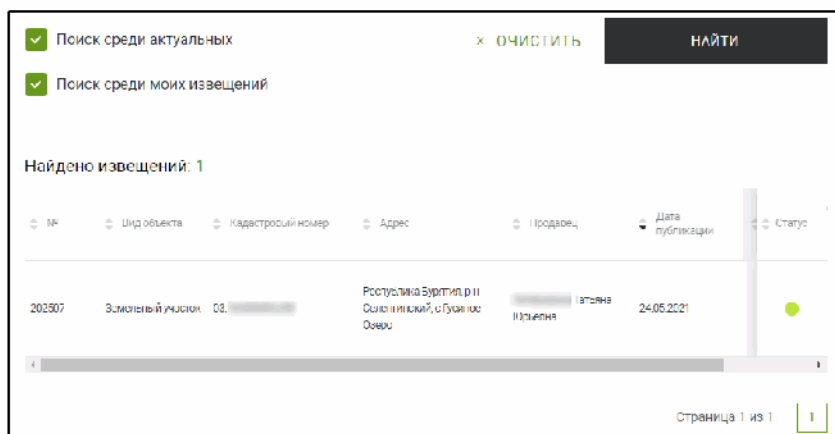 Поиск среди актуальных
× ОЧИСТИТЬ
НАЙТИ
Поиск среди моих извещений
Найдено извещений: 1
№
Вид объекта
Кадастровый номер
Адрес
Продавец
Дата
публикации
Статус
202507
Земельный участок
03.
Республика Бурятия, р-н
Селенгинский, с Гусиное
Озеро
Татьяна
Юрьевна
24.05.2021
Страница 1 из 1
1